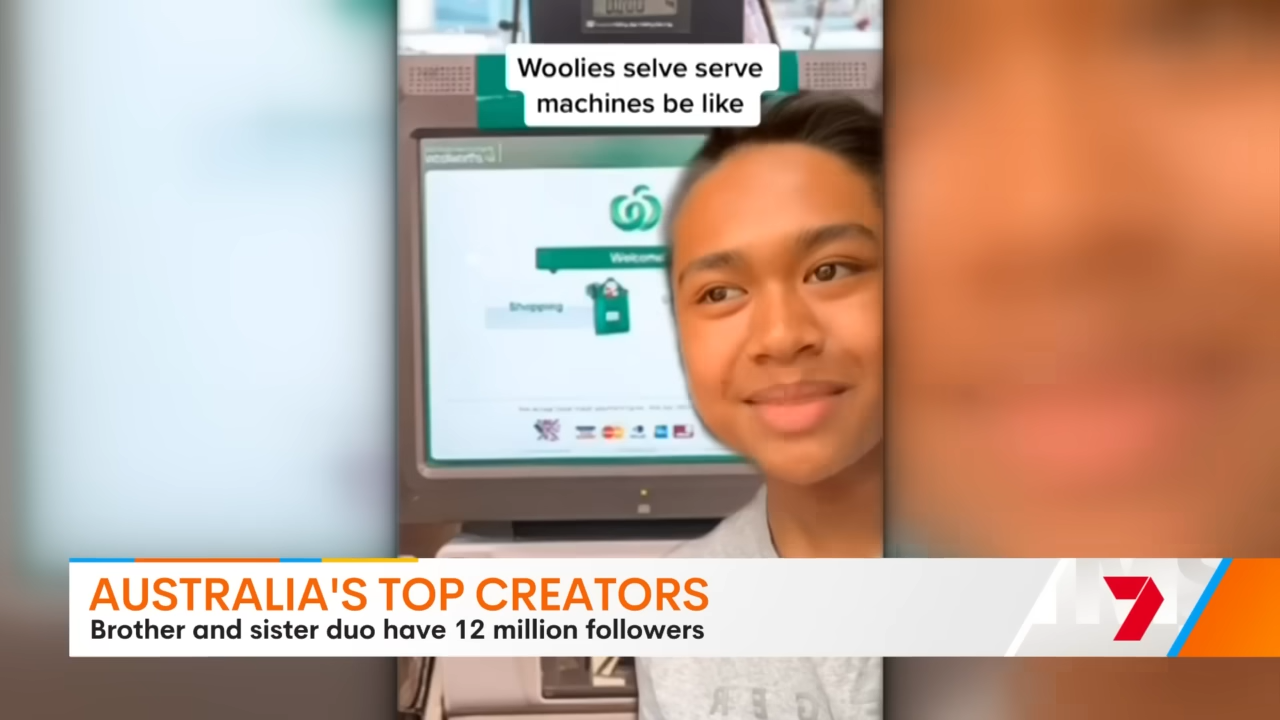 Woolies selve serve
machines be like
woolworths
Welcome
Shopping
AUSTRALIA'S TOP CREATORS
Brother and sister duo have 12 million followers
7